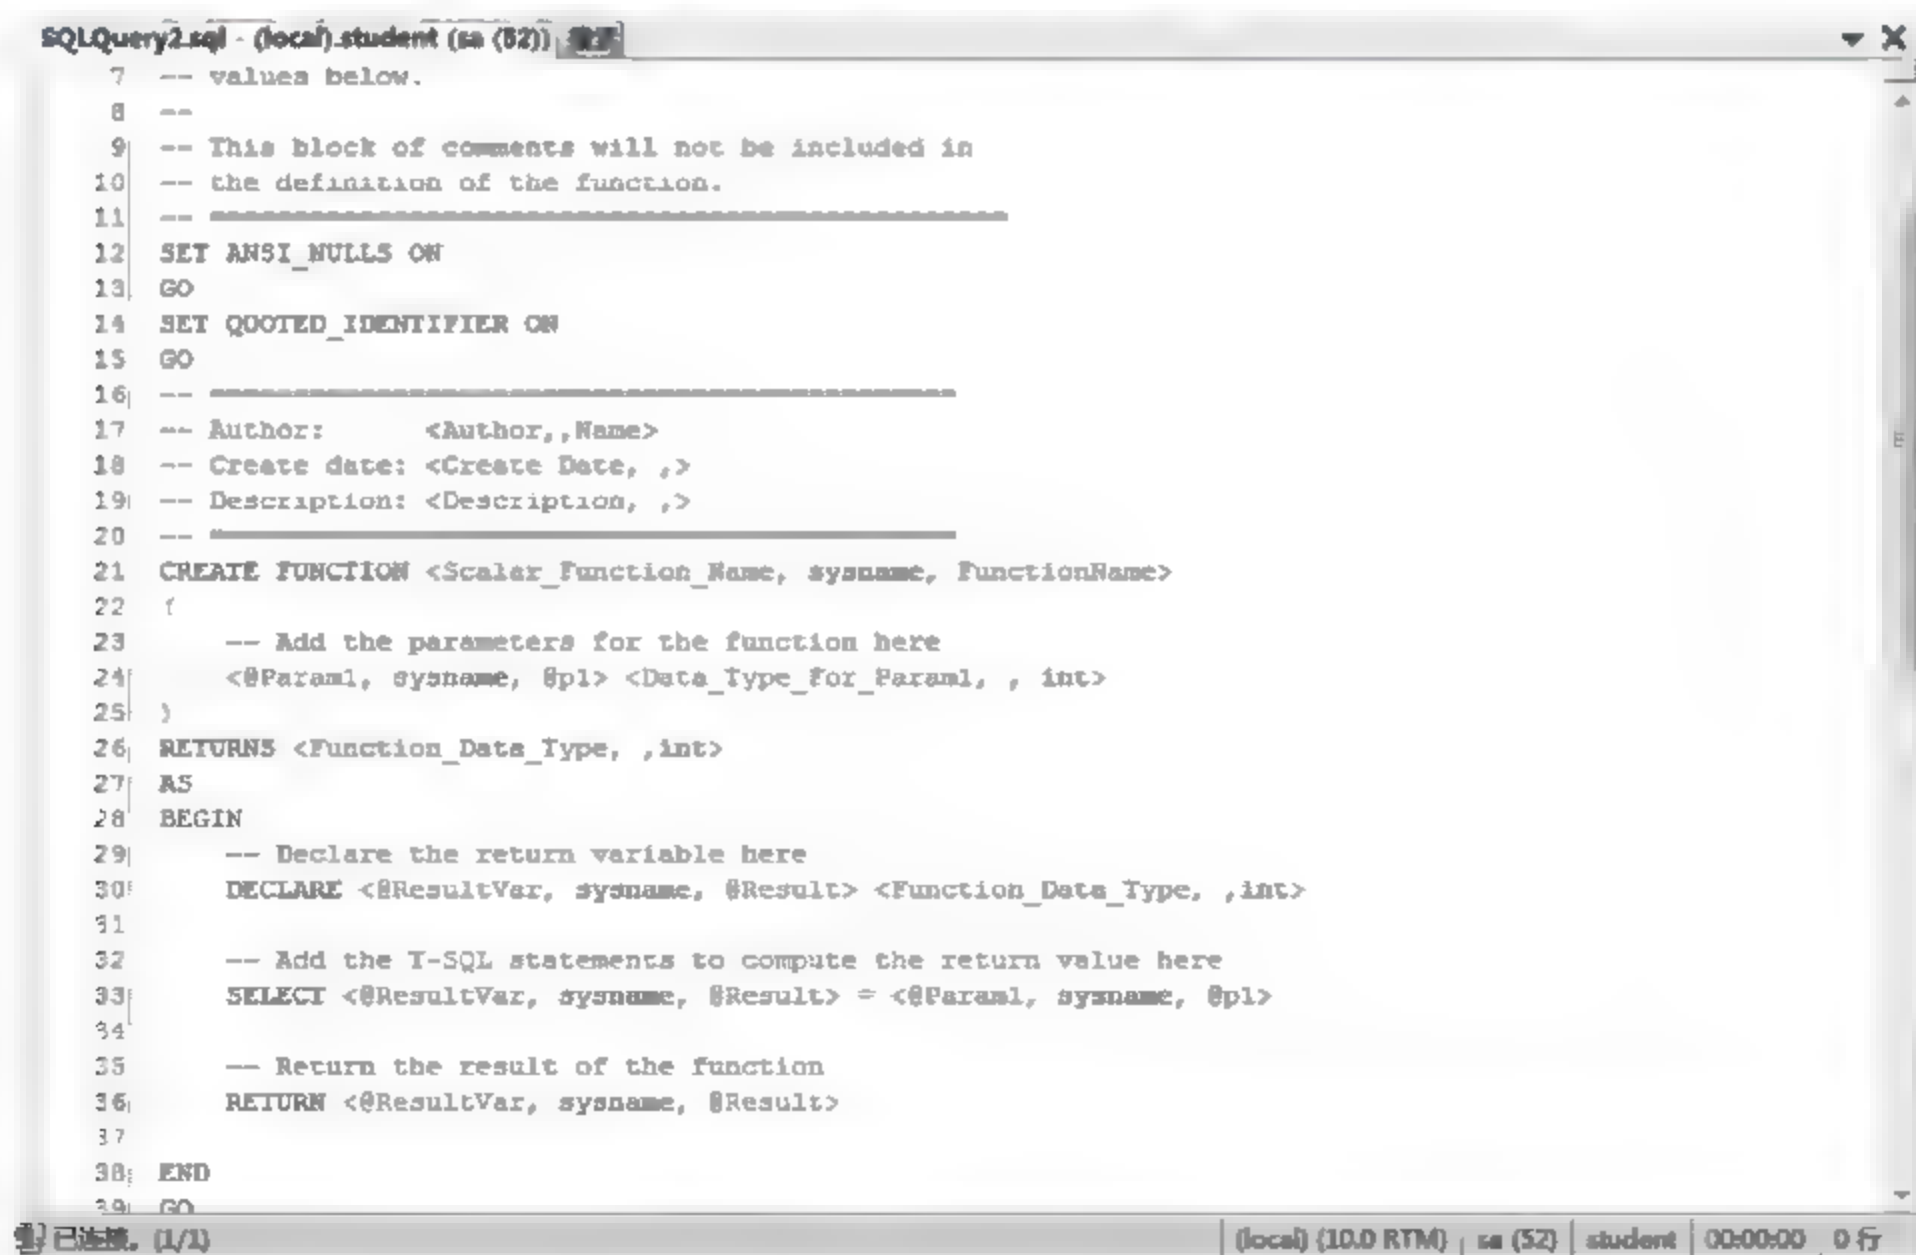 SQLQuery2.sql - (local).student (sa (52))
7 -- values below.
8 --
9 -- This block of comments will not be included in
10 -- the definition of the function.
11 -- ================================================
12 SET ANSI_NULLS ON
13 GO
14 SET QUOTED_IDENTIFIER ON
15 GO
16 -- =============================================
17 -- Author: <Author,,Name>
18 -- Create date: <Create Date, ,>
19 -- Description: <Description, ,>
20 -- =============================================
21 CREATE FUNCTION <Scalar_Function_Name, sysname, FunctionName>
22 (
23 -- Add the parameters for the function here
24 <@Param1, sysname, @p1> <Data_Type_For_Param1, , int>
25 )
26 RETURNS <Function_Data_Type, ,int>
27 AS
28 BEGIN
29 -- Declare the return variable here
30 DECLARE <@ResultVar, sysname, @Result> <Function_Data_Type, ,int>
31
32 -- Add the T-SQL statements to compute the return value here
33 SELECT <@ResultVar, sysname, @Result> = <@Param1, sysname, @p1>
34
35 -- Return the result of the function
36 RETURN <@ResultVar, sysname, @Result>
37
38 END
39 GO
已连接。 (1/1) (local) (10.0 RTM) sa (52) student 00:00:00 0 行